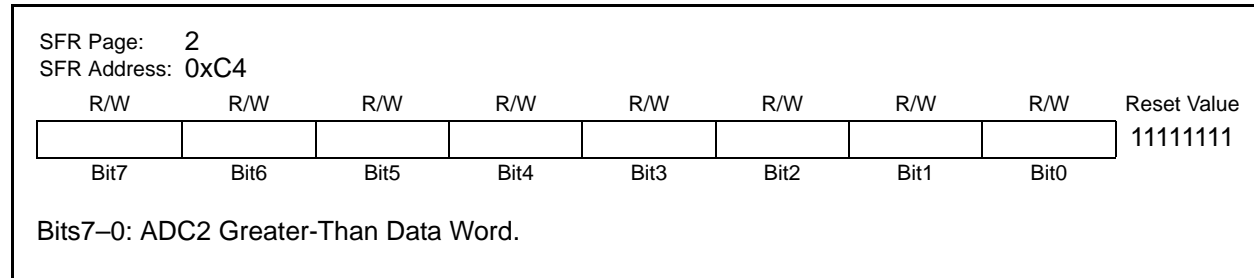 SFR Page: 2
SFR Address: 0xC4
R/W R/W R/W R/W R/W R/W R/W R/W Reset Value
11111111
Bit7 Bit6 Bit5 Bit4 Bit3 Bit2 Bit1 Bit0
Bits7–0: ADC2 Greater-Than Data Word.